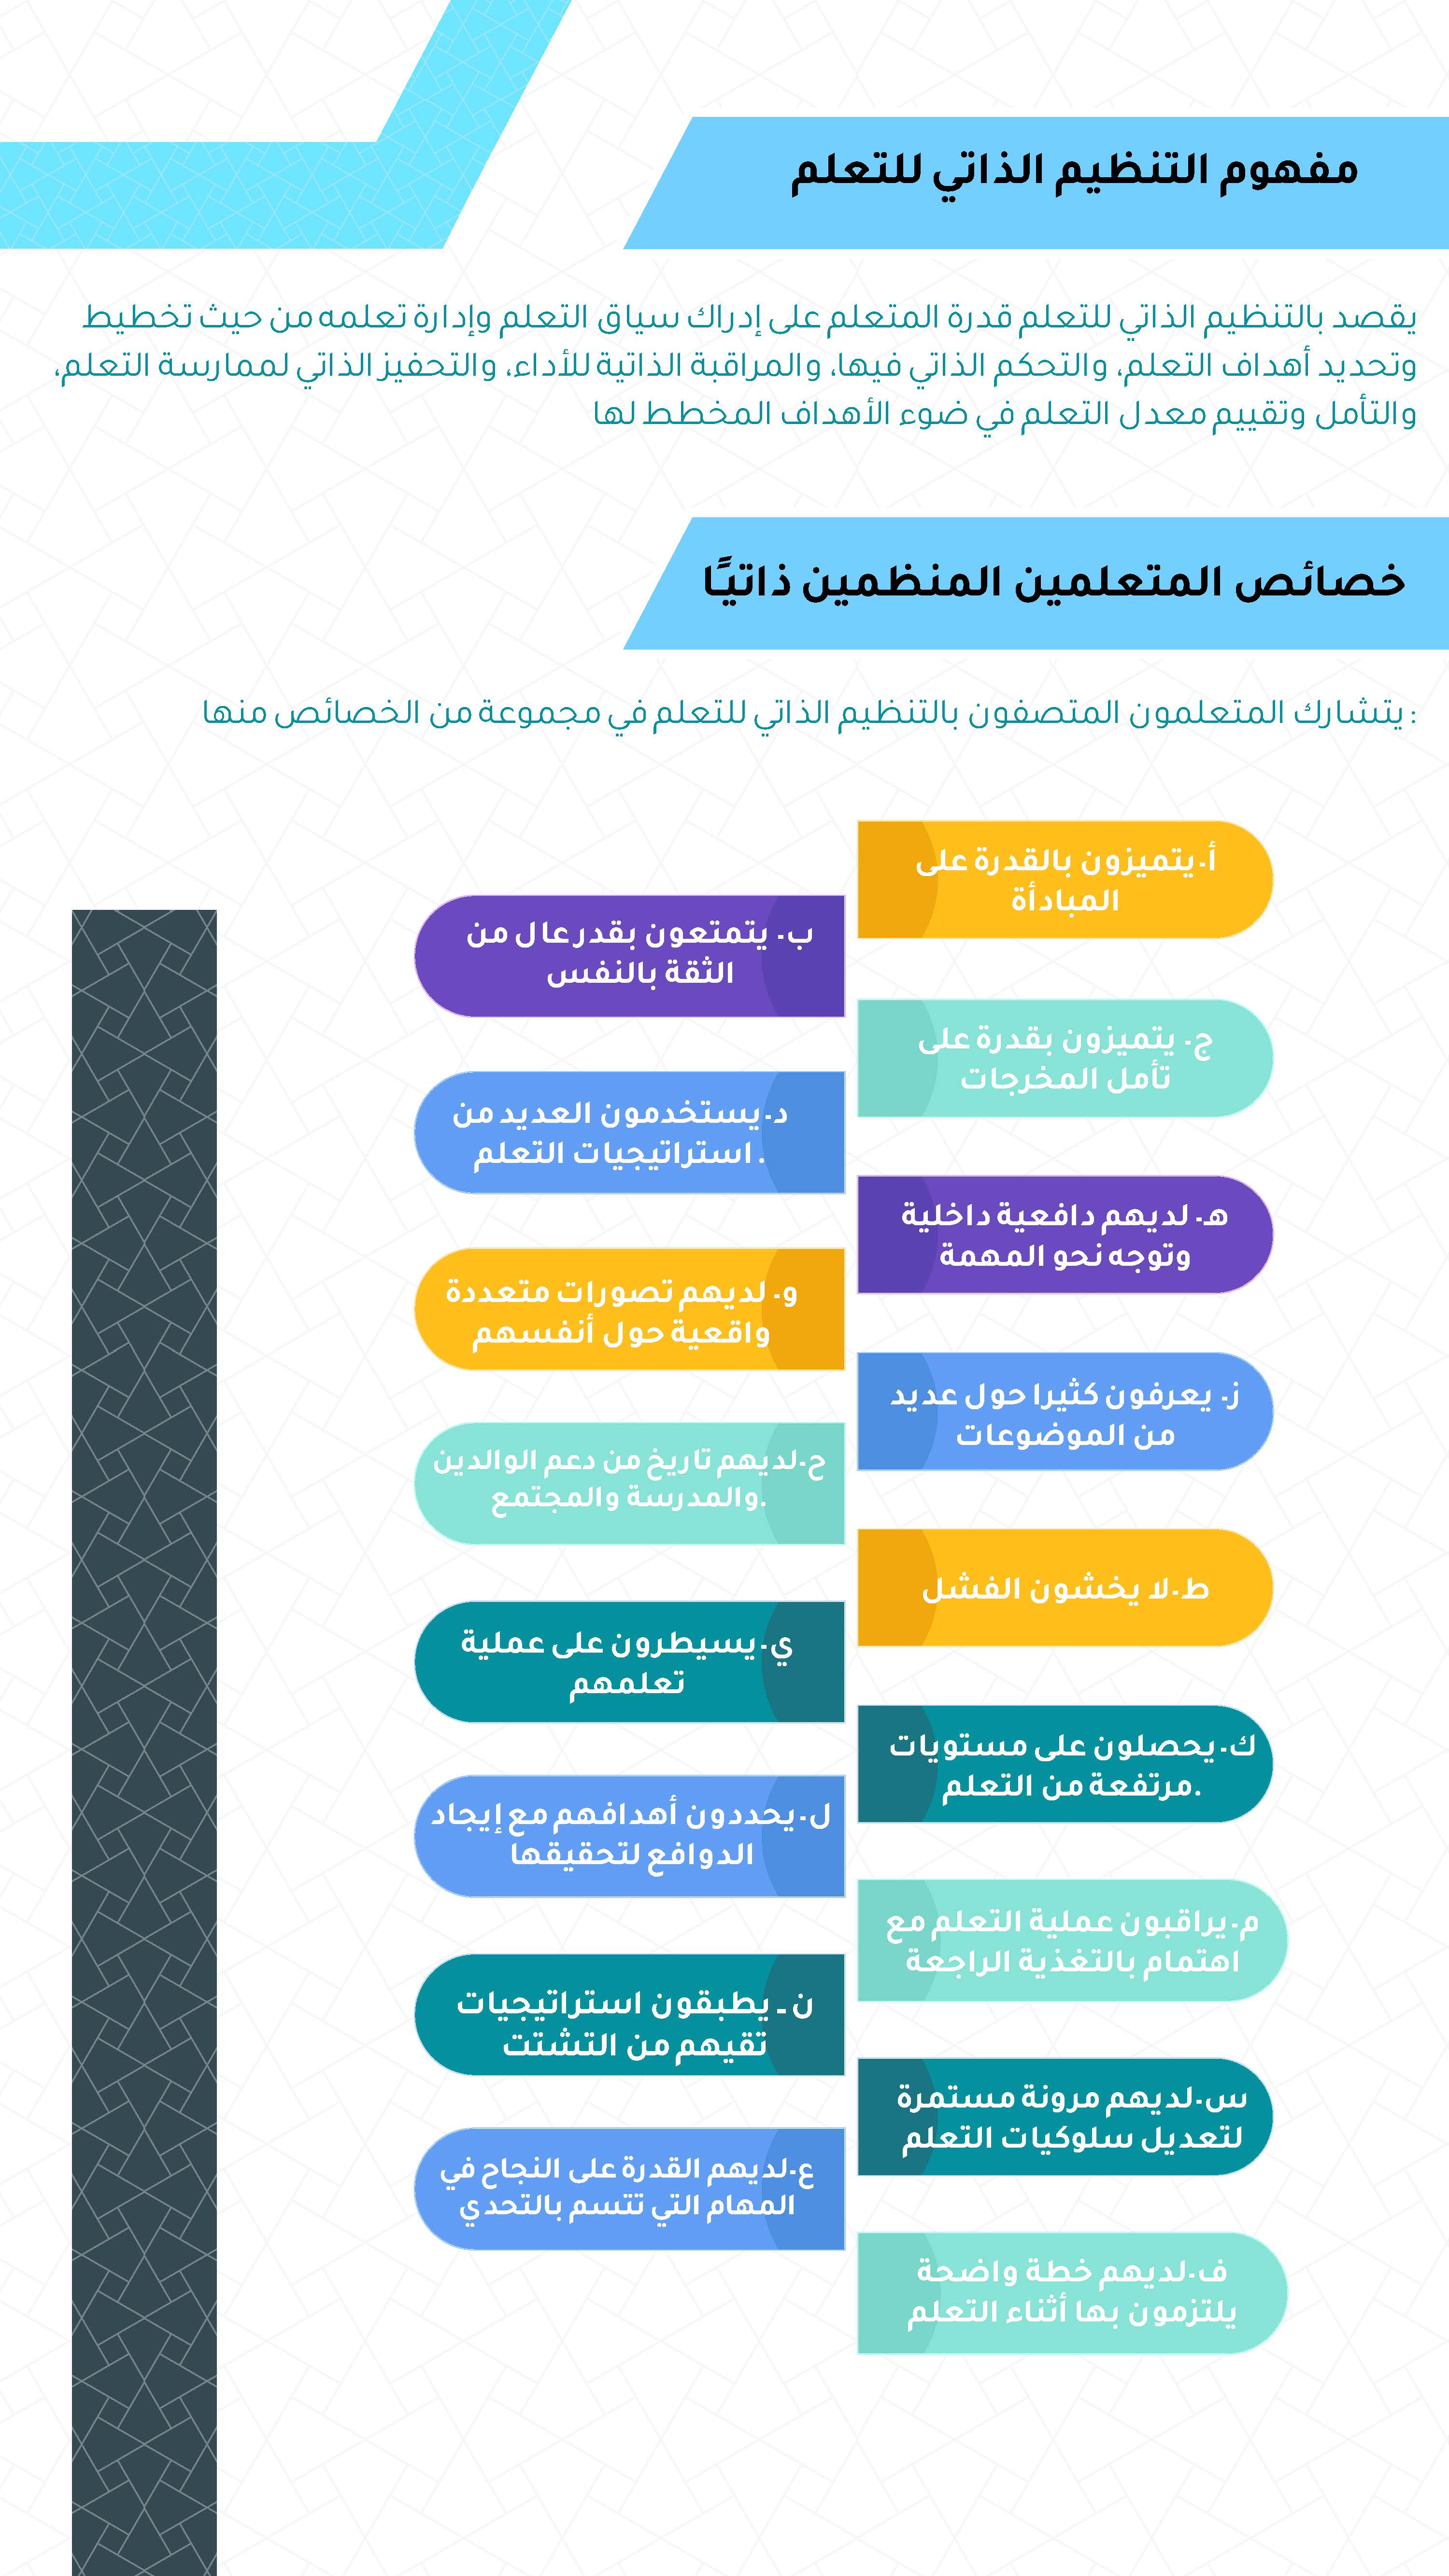 مفهوم التنظيم الذاتي للتعلم
يقصد بالتنظيم الذاتي للتعلم قدرة المتعلم على إدراك سياق التعلم وإدارة تعلمه من حيث تخطيط
وتحديد أهداف التعلم، والتحكم الذاتي فيها، والمراقبة الذاتية للأداء، والتحفيز الذاتي لممارسة التعلم،
والتأمل وتقييم معدل التعلم في ضوء الأهداف المخطط لها
خصائص المتعلمين المنظمين ذاتيًا
: يتشارك المتعلمون المتصفون بالتنظيم الذاتي للتعلم في مجموعة من الخصائص منها
أ-يتميزون بالقدرة على
المبادأة
ب- يتمتعون بقدر عال من
الثقة بالنفس
ج- يتميزون بقدرة على
تأمل المخرجات
د-يستخدمون العديد من
. استراتيجيات التعلم
هـ- لديهم دافعية داخلية
وتوجه نحو المهمة
و- لديهم تصورات متعددة
واقعية حول أنفسهم
ز- يعرفون كثيرا حول عديد
من الموضوعات
ح-لديهم تاريخ من دعم الوالدين
.والمدرسة والمجتمع
ط-لا يخشون الفشل
ي-يسيطرون على عملية
تعلمهم
ك-يحصلون على مستويات
.مرتفعة من التعلم
ل-يحددون أهدافهم مع إيجاد
الدوافع لتحقيقها
م-يراقبون عملية التعلم مع
اهتمام بالتغذية الراجعة
ن ـ يطبقون استراتيجيات
تقيهم من التشتت
س-لديهم مرونة مستمرة
لتعديل سلوكيات التعلم
ع-لديهم القدرة على النجاح في
المهام التي تتسم بالتحدي
ف-لديهم خطة واضحة
يلتزمون بها أثناء التعلم